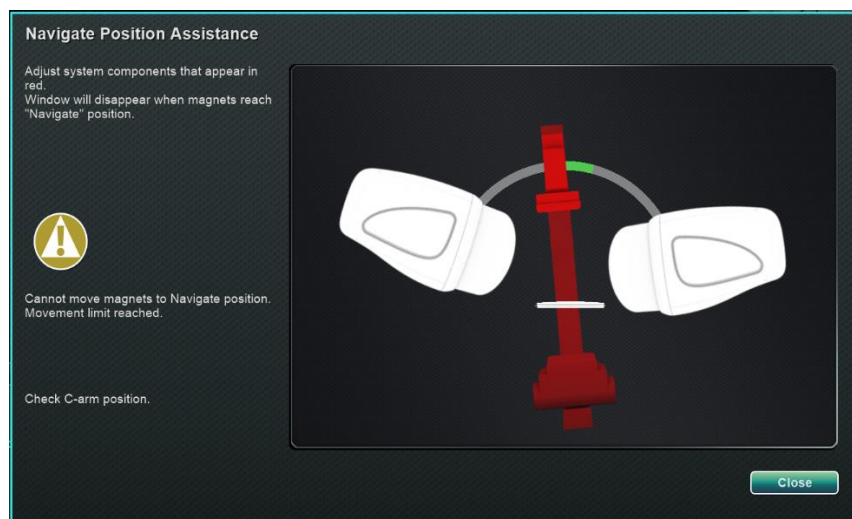 Navigate Position Assistance
Adjust system components that appear in
red.
Window will disappear when magnets reach
"Navigate" position.
Cannot move magnets to Navigate position.
Movement limit reached.
Check C-arm position.
Close